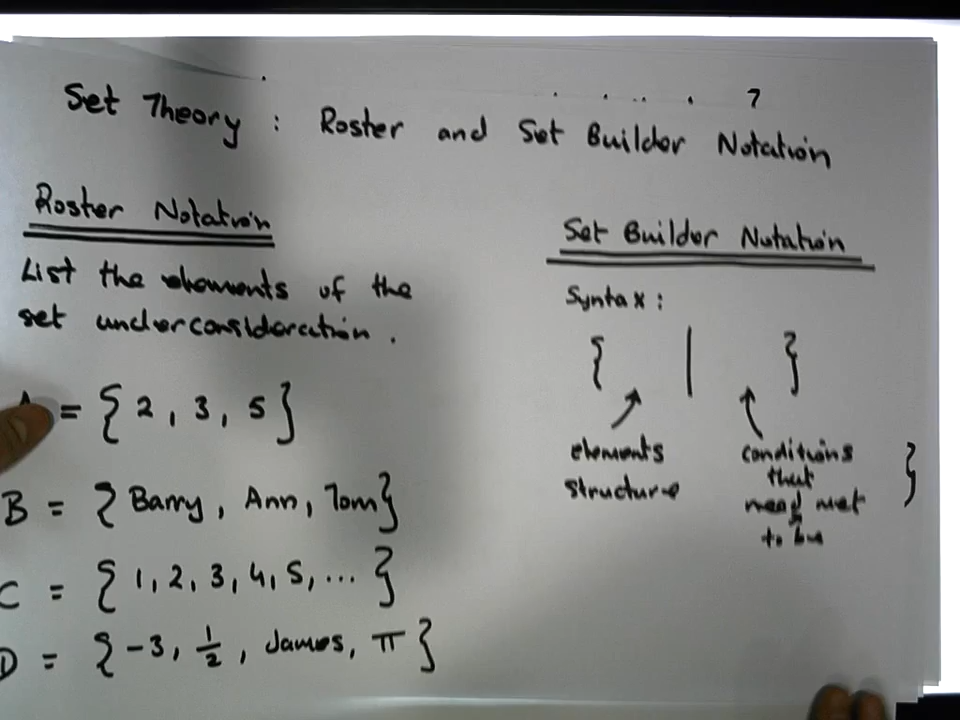 7
Set Theory : Roster and Set Builder Notation
Roster Notation
List the elements of the
set under consideration .
= { 2 , 3 , 5 }
B = { Barry , Ann , Tom }
C = { 1 , 2 , 3 , 4 , 5 , ... }
D = { -3 , 1/2 , James , π }
Set Builder Notation
Syntax :
{ | }
elements
structure
conditions
that
need met
to be
}